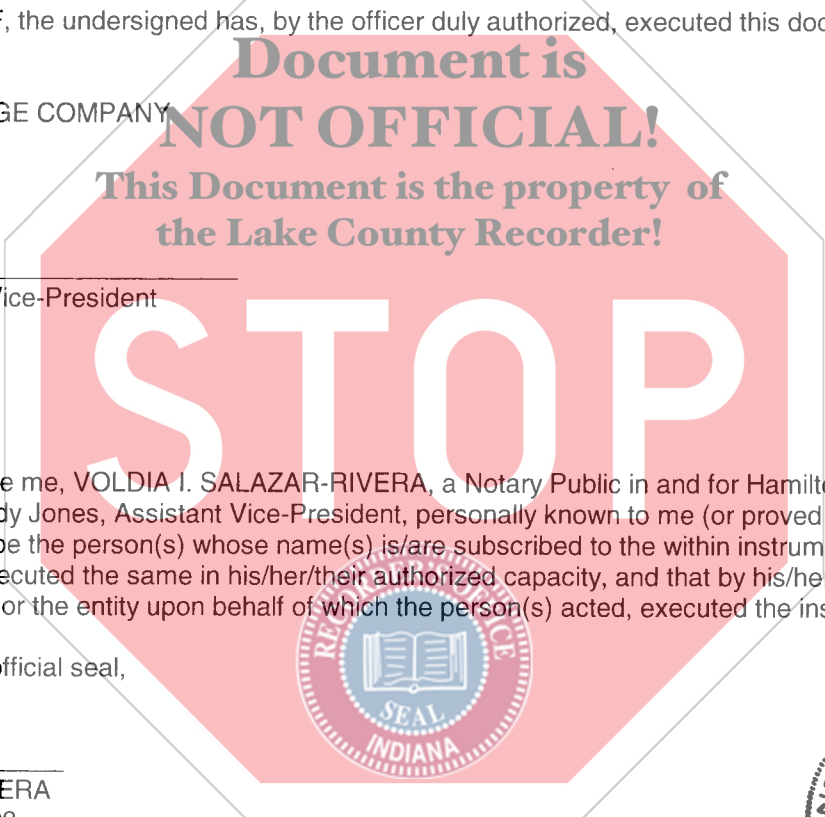 , the undersigned has, by the officer duly authorized, executed this doc
Document is
GE COMPANY
NOT OFFICIAL!
This Document is the property of
the Lake County Recorder!
Vice-President
STOP
e me, VOLDIA I. SALAZAR-RIVERA, a Notary Public in and for Hamilt
dy Jones, Assistant Vice-President, personally known to me (or proved
be the person(s) whose name(s) is/are subscribed to the within instrum
ecuted the same in his/her/their authorized capacity, and that by his/he
or the entity upon behalf of which the person(s) acted, executed the ins
RECORDER'S OFFICE
fficial seal,
SEAL
INDIANA
ERA